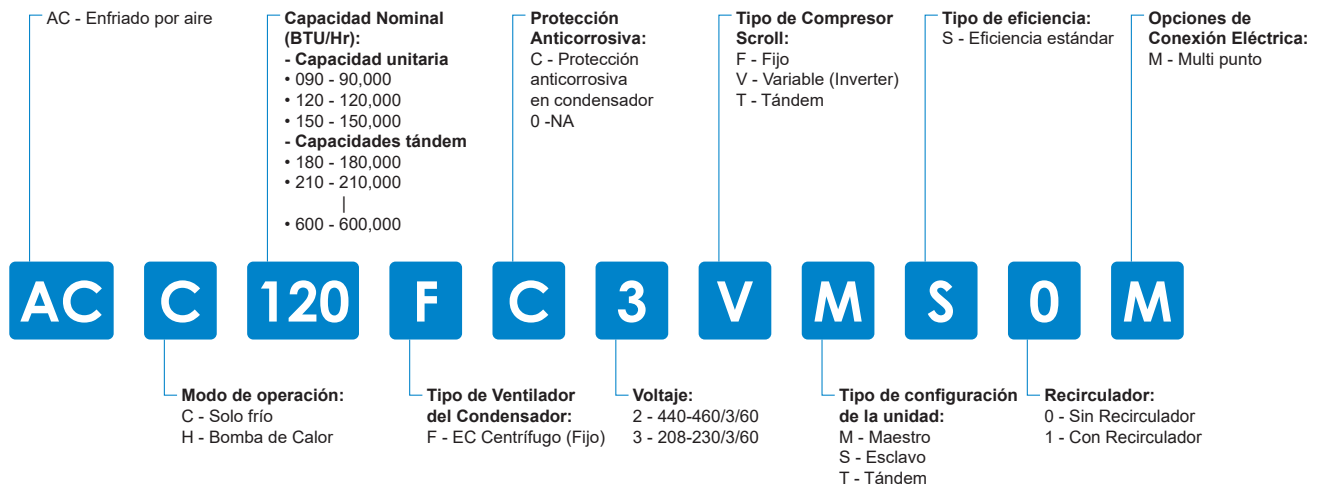 AC - Enfriado por aire
Capacidad Nominal
(BTU/Hr):
- Capacidad unitaria
• 090 - 90,000
• 120 - 120,000
• 150 - 150,000
- Capacidades tándem
• 180 - 180,000
• 210 - 210,000
|
• 600 - 600,000
Protección
Anticorrosiva:
C - Protección
anticorrosiva
en condensador
0 -NA
Tipo de Compresor
Scroll:
F - Fijo
V - Variable (Inverter)
T - Tándem
Tipo de eficiencia:
S - Eficiencia estándar
Opciones de
Conexión Eléctrica:
M - Multi punto
AC C 120 F C 3 V M S 0 M
Modo de operación:
C - Solo frío
H - Bomba de Calor
Tipo de Ventilador
del Condensador:
F - EC Centrífugo (Fijo)
Voltaje:
2 - 440-460/3/60
3 - 208-230/3/60
Tipo de configuración
de la unidad:
M - Maestro
S - Esclavo
T - Tándem
Recirculador:
0 - Sin Recirculador
1 - Con Recirculador